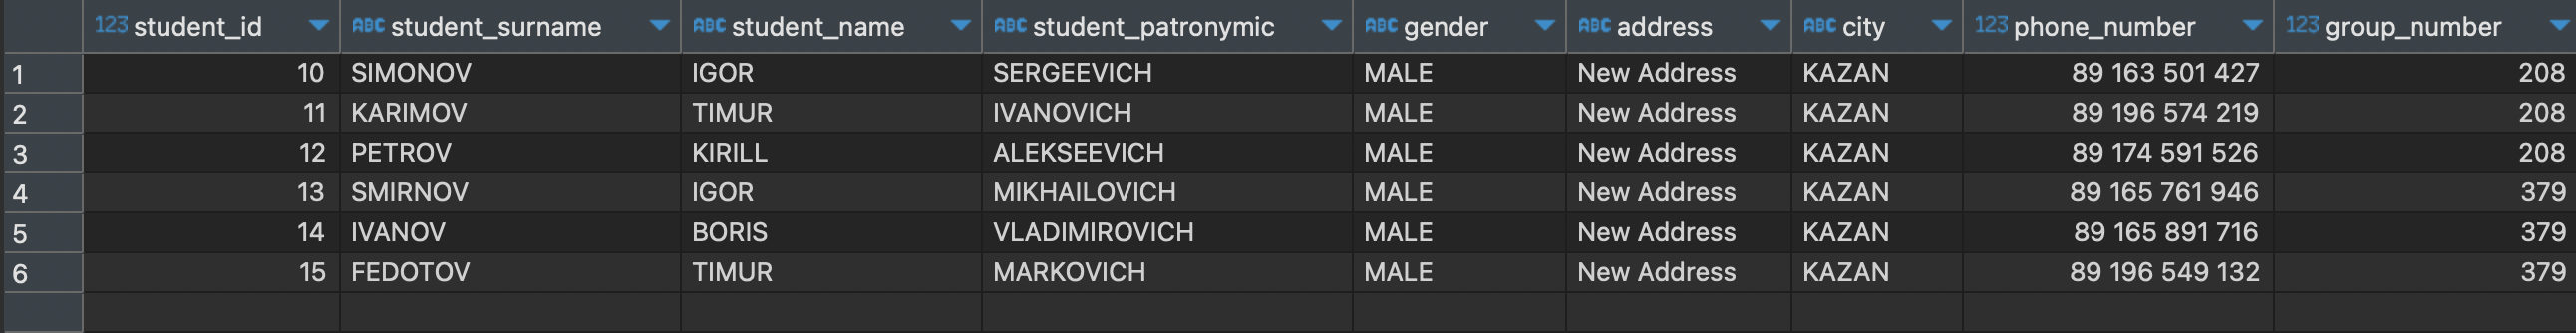 123 student_id ABC student_surname ABC student_name ABC student_patronymic ABC gender ABC address ABC city 123 phone_number 123 group_number
1 10 SIMONOV IGOR SERGEEVICH MALE New Address KAZAN 89 163 501 427 208
2 11 KARIMOV TIMUR IVANOVICH MALE New Address KAZAN 89 196 574 219 208
3 12 PETROV KIRILL ALEKSEEVICH MALE New Address KAZAN 89 174 591 526 208
4 13 SMIRNOV IGOR MIKHAILOVICH MALE New Address KAZAN 89 165 761 946 379
5 14 IVANOV BORIS VLADIMIROVICH MALE New Address KAZAN 89 165 891 716 379
6 15 FEDOTOV TIMUR MARKOVICH MALE New Address KAZAN 89 196 549 132 379